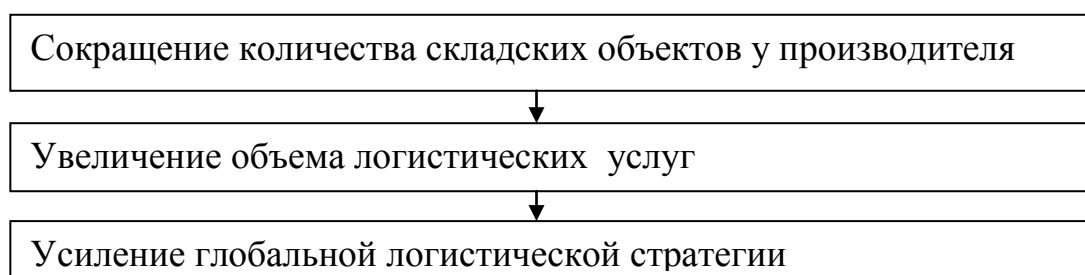 Сокращение количества складских объектов у производителя
Увеличение объема логистических услуг
Усиление глобальной логистической стратегии